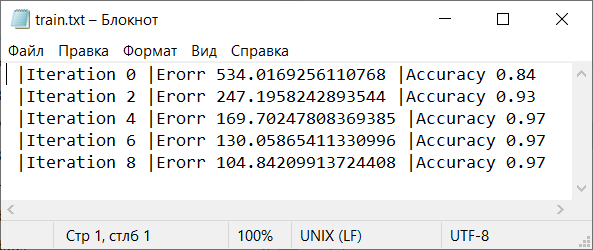 train.txt – Блокнот
Файл Правка Формат Вид Справка
|Iteration 0 |Erorr 534.0169256110768 |Accuracy 0.84
|Iteration 2 |Erorr 247.1958242893544 |Accuracy 0.93
|Iteration 4 |Erorr 169.70247808369385 |Accuracy 0.97
|Iteration 6 |Erorr 130.05865411330996 |Accuracy 0.97
|Iteration 8 |Erorr 104.84209913724408 |Accuracy 0.97
Стр 1, стлб 1 100% UNIX (LF) UTF-8